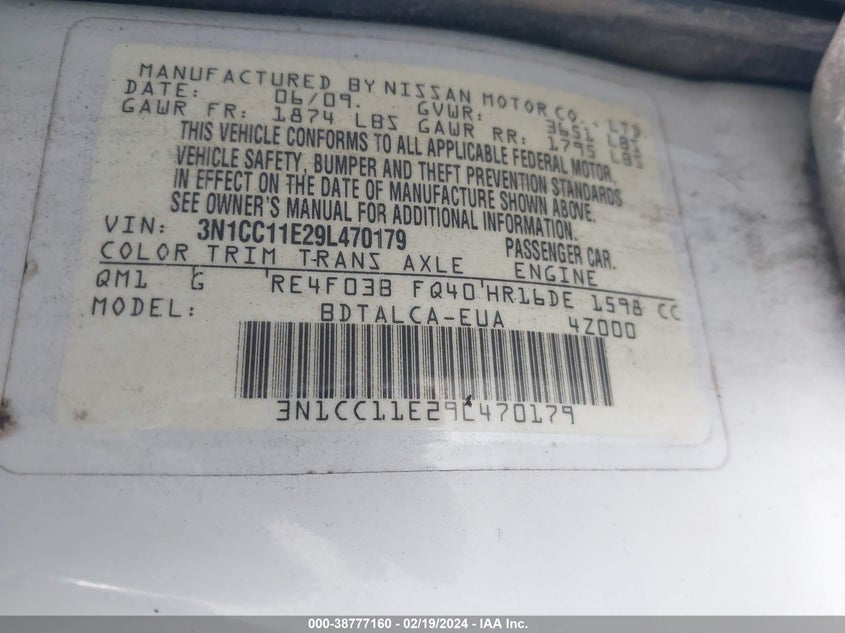 MANUFACTURED BY NISSAN MOTOR CO., LTD.
DATE: 06/09. GVWR: 3651 LBS
GAWR FR: 1874 LBS GAWR RR: 1795 LBS
THIS VEHICLE CONFORMS TO ALL APPLICABLE FEDERAL MOTOR
VEHICLE SAFETY, BUMPER AND THEFT PREVENTION STANDARDS
IN EFFECT ON THE DATE OF MANUFACTURE SHOWN ABOVE.
SEE OWNER'S MANUAL FOR ADDITIONAL INFORMATION.
VIN: 3N1CC11E29L470179 PASSENGER CAR.
COLOR TRIM TRANS AXLE ENGINE
QM1 G RE4F03B FQ40 HR16DE 1598 CC
MODEL: BDTALCA-EUA 4Z000
3N1CC11E29L470179
000-38777160 - 02/19/2024 - IAA Inc.